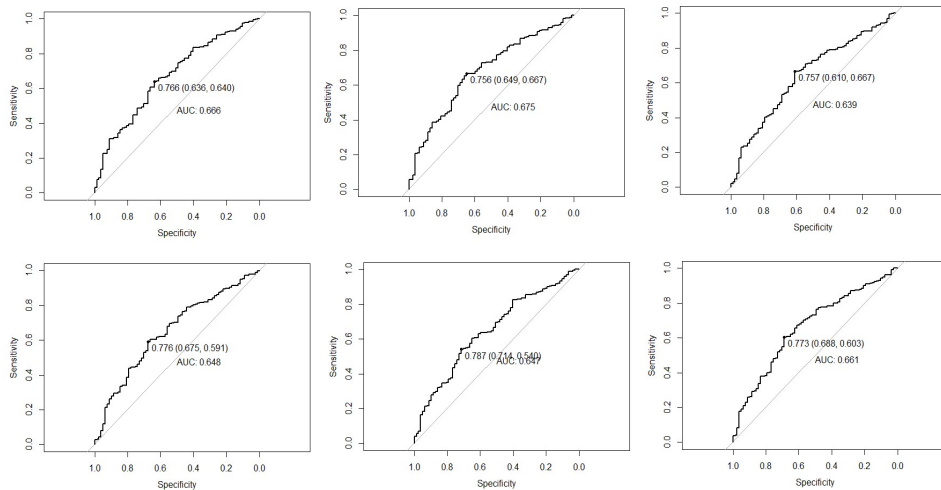 Sensitivity
0.0 0.2 0.4 0.6 0.8 1.0
0.766 (0.636, 0.640)
AUC: 0.666
1.0 0.8 0.6 0.4 0.2 0.0
Specificity
Sensitivity
0.0 0.2 0.4 0.6 0.8 1.0
0.756 (0.649, 0.667)
AUC: 0.675
1.0 0.8 0.6 0.4 0.2 0.0
Specificity
Sensitivity
0.0 0.2 0.4 0.6 0.8 1.0
0.757 (0.610, 0.667)
AUC: 0.639
1.0 0.8 0.6 0.4 0.2 0.0
Specificity
Sensitivity
0.0 0.2 0.4 0.6 0.8 1.0
0.776 (0.675, 0.591)
AUC: 0.648
1.0 0.8 0.6 0.4 0.2 0.0
Specificity
Sensitivity
0.0 0.2 0.4 0.6 0.8 1.0
0.787 (0.714, 0.540)
AUC: 0.647
1.0 0.8 0.6 0.4 0.2 0.0
Specificity
Sensitivity
0.0 0.2 0.4 0.6 0.8 1.0
0.773 (0.688, 0.603)
AUC: 0.661
1.0 0.8 0.6 0.4 0.2 0.0
Specificity